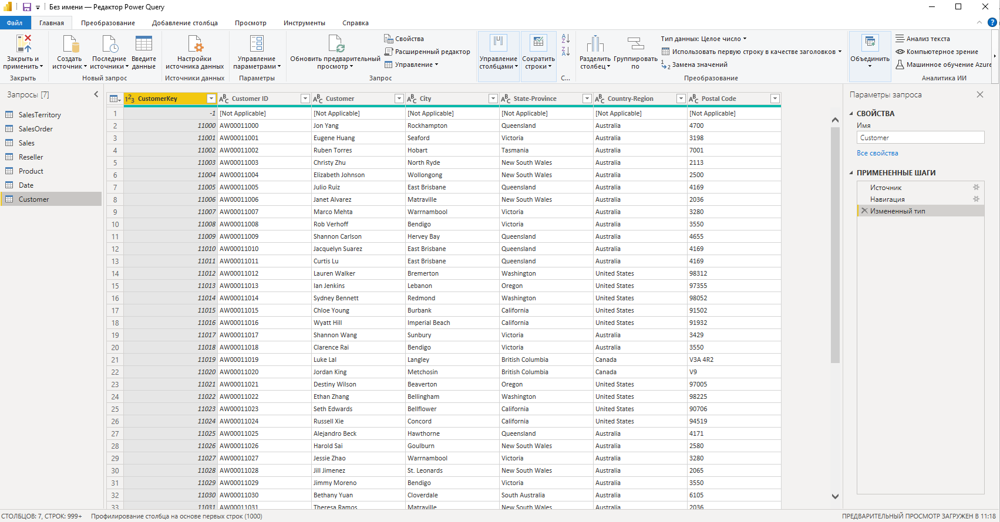 Без имени — Редактор Power Query
Файл Главная Преобразование Добавление столбца Просмотр Инструменты Справка
Закрыть и применить
Закрыть
Создать источник
Последние источники
Введите данные
Новый запрос
Настройки источника данных
Источники данных
Управление параметрами
Параметры
Обновить предварительный просмотр
Свойства
Расширенный редактор
Управление
Запрос
Управление столбцами
Сократить строки
С...
Разделить столбец
Группировать по
Тип данных: Целое число
Использовать первую строку в качестве заголовков
Замена значений
Преобразование
Объединить
Анализ текста
Компьютерное зрение
Машинное обучение Azure
Аналитика ИИ
Запросы [7]
SalesTerritory
SalesOrder
Sales
Reseller
Product
Date
Customer
CustomerKey Customer ID Customer City State-Province Country-Region Postal Code
1 -1 [Not Applicable] [Not Applicable] [Not Applicable] [Not Applicable] [Not Applicable] [Not Applicable]
2 11000 AW00011000 Jon Yang Rockhampton Queensland Australia 4700
3 11001 AW00011001 Eugene Huang Seaford Victoria Australia 3198
4 11002 AW00011002 Ruben Torres Hobart Tasmania Australia 7001
5 11003 AW00011003 Christy Zhu North Ryde New South Wales Australia 2113
6 11004 AW00011004 Elizabeth Johnson Wollongong New South Wales Australia 2500
7 11005 AW00011005 Julio Ruiz East Brisbane Queensland Australia 4169
8 11006 AW00011006 Janet Alvarez Matraville New South Wales Australia 2036
9 11007 AW00011007 Marco Mehta Warrnambool Victoria Australia 3280
10 11008 AW00011008 Rob Verhoff Bendigo Victoria Australia 3550
11 11009 AW00011009 Shannon Carlson Hervey Bay Queensland Australia 4655
12 11010 AW00011010 Jacquelyn Suarez East Brisbane Queensland Australia 4169
13 11011 AW00011011 Curtis Lu East Brisbane Queensland Australia 4169
14 11012 AW00011012 Lauren Walker Bremerton Washington United States 98312
15 11013 AW00011013 Ian Jenkins Lebanon Oregon United States 97355
16 11014 AW00011014 Sydney Bennett Redmond Washington United States 98052
17 11015 AW00011015 Chloe Young Burbank California United States 91502
18 11016 AW00011016 Wyatt Hill Imperial Beach California United States 91932
19 11017 AW00011017 Shannon Wang Sunbury Victoria Australia 3429
20 11018 AW00011018 Clarence Rai Bendigo Victoria Australia 3550
21 11019 AW00011019 Luke Lal Langley British Columbia Canada V3A 4R2
22 11020 AW00011020 Jordan King Metchosin British Columbia Canada V9
23 11021 AW00011021 Destiny Wilson Beaverton Oregon United States 97005
24 11022 AW00011022 Ethan Zhang Bellingham Washington United States 98225
25 11023 AW00011023 Seth Edwards Bellflower California United States 90706
26 11024 AW00011024 Russell Xie Concord California United States 94519
27 11025 AW00011025 Alejandro Beck Hawthorne Queensland Australia 4171
28 11026 AW00011026 Harold Sai Goulburn New South Wales Australia 2580
29 11027 AW00011027 Jessie Zhao Warrnambool Victoria Australia 3280
30 11028 AW00011028 Jill Jimenez St. Leonards New South Wales Australia 2065
31 11029 AW00011029 Jimmy Moreno Bendigo Victoria Australia 3550
32 11030 AW00011030 Bethany Yuan Cloverdale South Australia Australia 6105
33 11031 AW00011031 Theresa Ramos Matraville New South Wales Australia 2036
Параметры запроса
СВОЙСТВА
Имя
Customer
Все свойства
ПРИМЕНЕННЫЕ ШАГИ
Источник
Навигация
Измененный тип
СТОЛБЦОВ: 7, СТРОК: 999+ Профилирование столбца на основе первых строк (1000) ПРЕДВАРИТЕЛЬНЫЙ ПРОСМОТР ЗАГРУЖЕН В 11:18